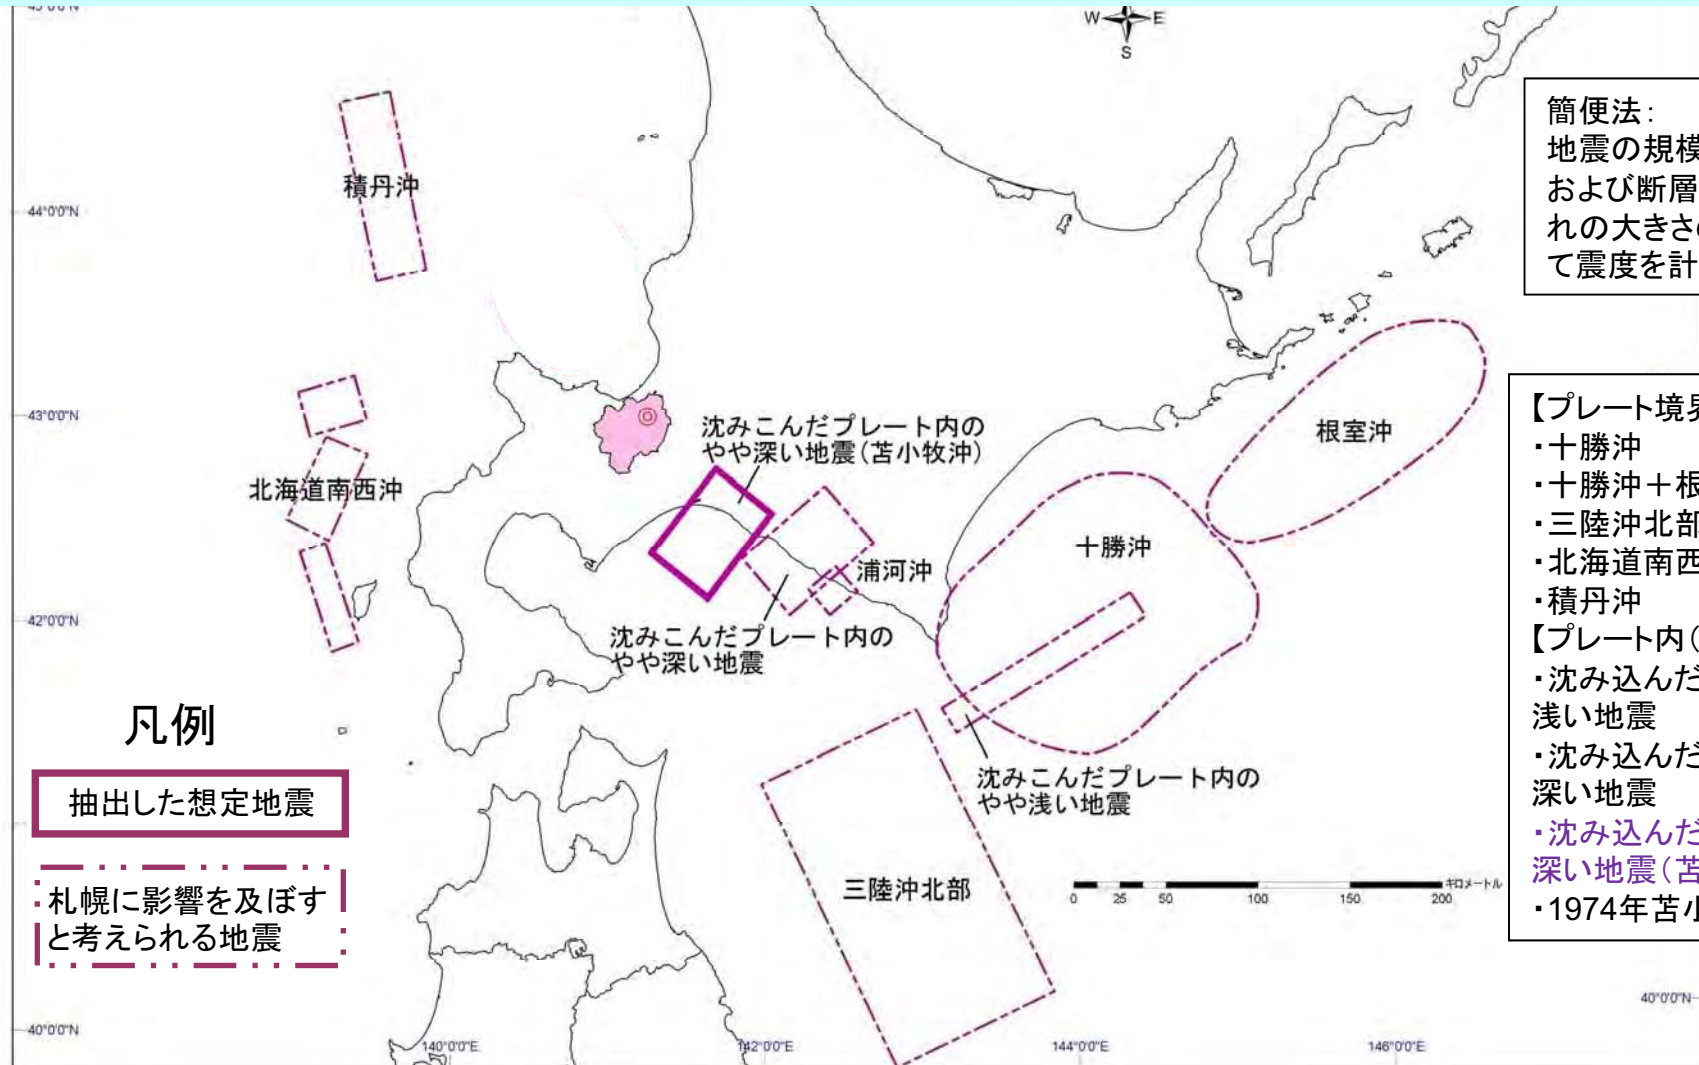 45°0'0"N
W
E
S
簡便法：
地震の規模
および断層
れの大きさ
て震度を計
積丹沖
44°0'0"N
43°0'0"N
沈みこんだプレート内の
やや深い地震（苫小牧沖）
根室沖
【プレート境界
・十勝沖
・十勝沖＋根
・三陸沖北部
・北海道南西
・積丹沖
【プレート内（
・沈み込んだ
浅い地震
・沈み込んだ
深い地震
・沈み込んだ
深い地震（苫
・1974年苫小
北海道南西沖
十勝沖
浦河沖
42°0'0"N
沈みこんだプレート内の
やや深い地震
凡例
抽出した想定地震
札幌に影響を及ぼす
と考えられる地震
沈みこんだプレート内の
やや浅い地震
三陸沖北部
キロメートル
0 25 50 100 150 200
40°0'0"N
40°0'0"N
140°0'0"E
142°0'0"E
144°0'0"E
146°0'0"E